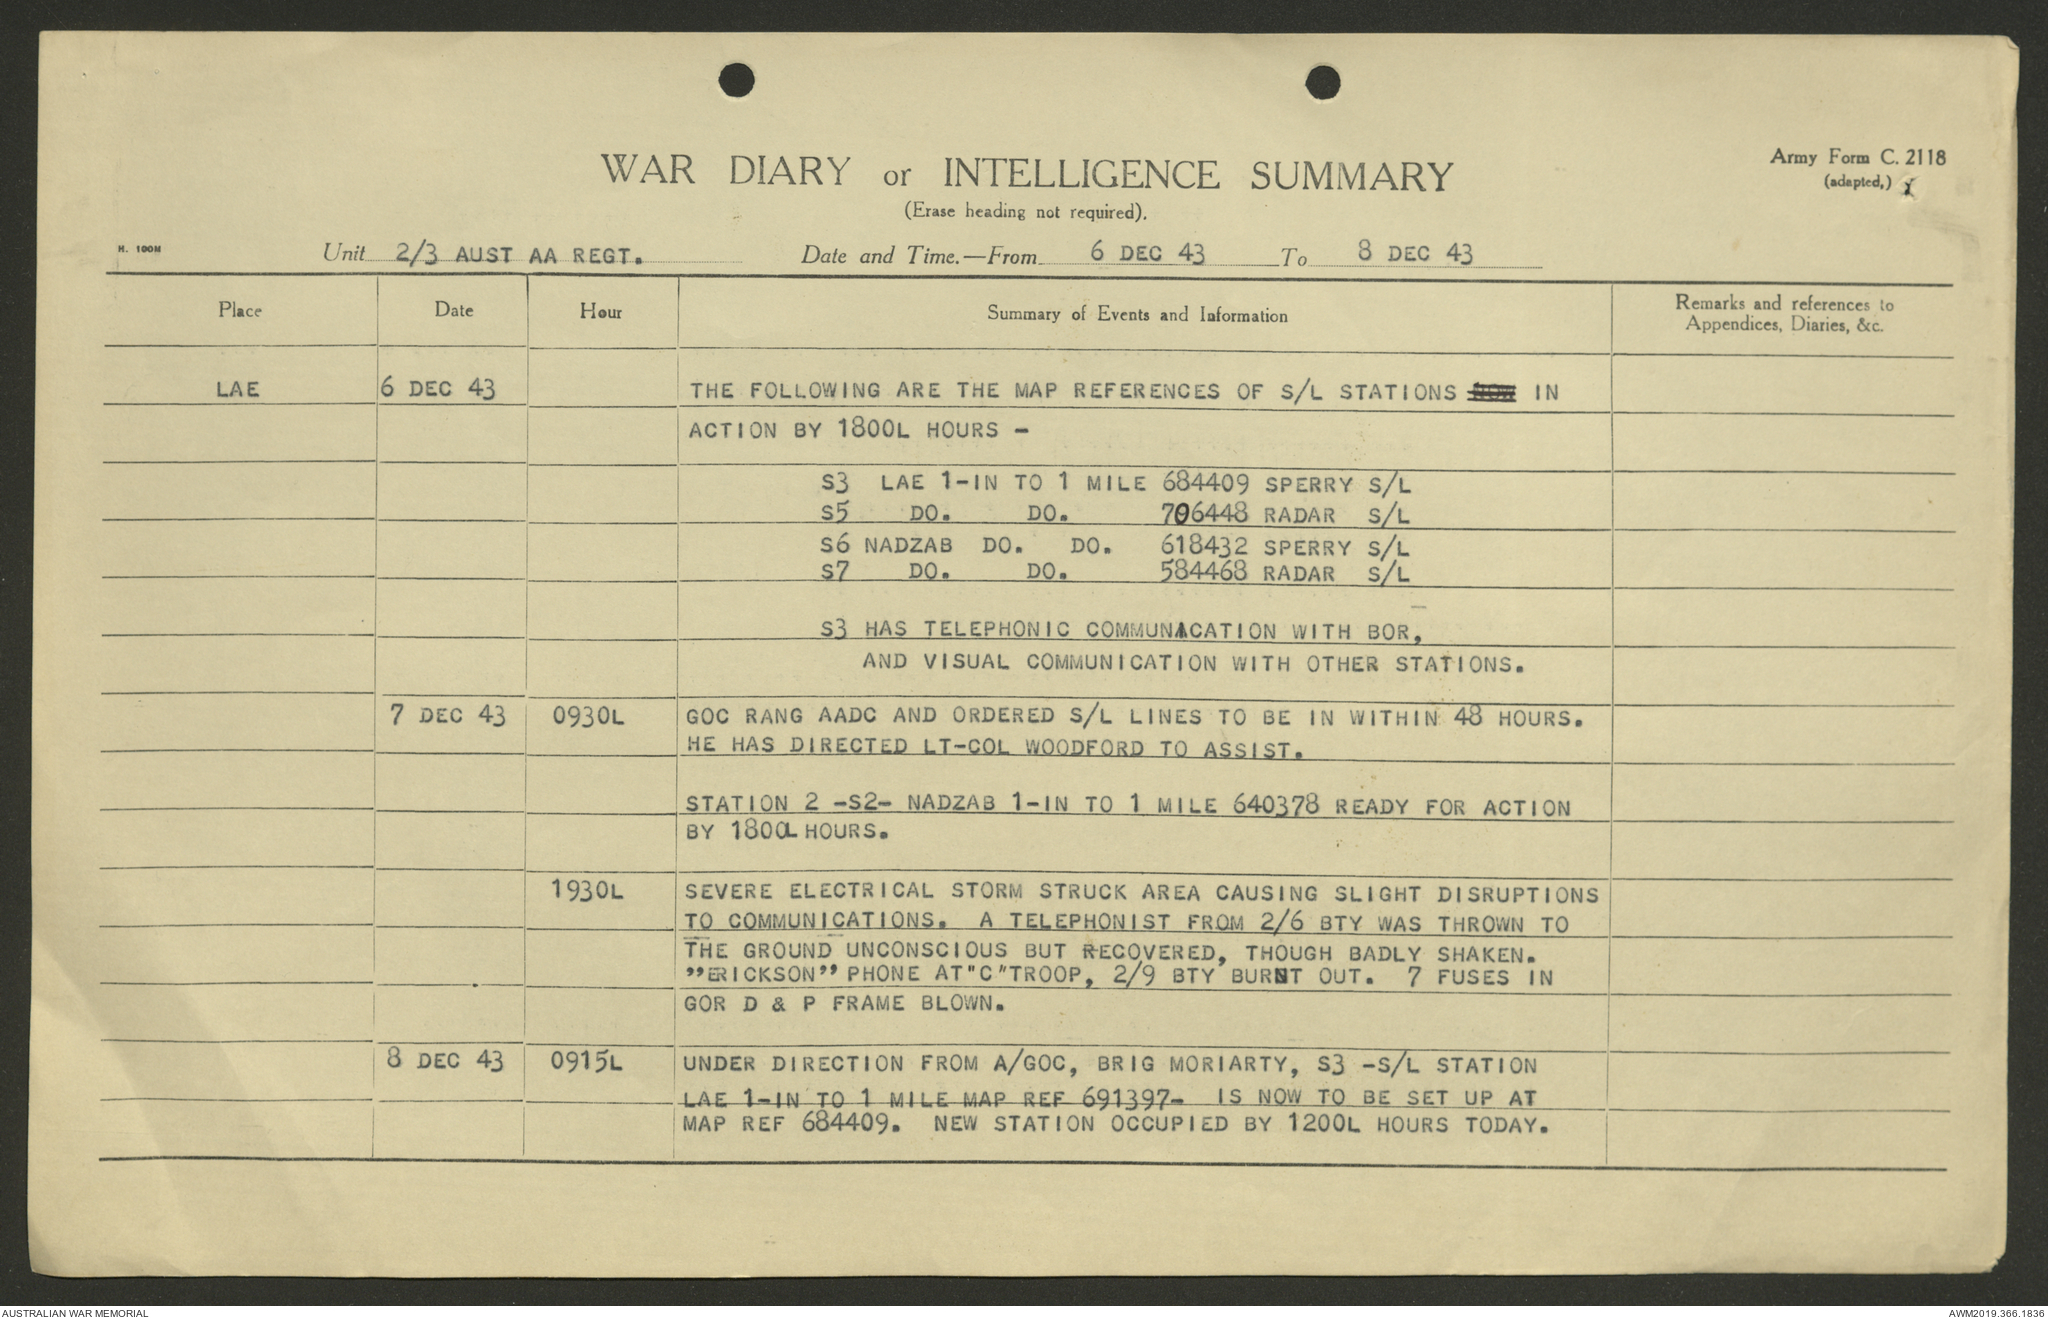 WAR DIARY or INTELLIGENCE SUMMARY
Army Form C. 2118
(adapted.)
(Erase heading not required).
H. 100M
Unit 2/3 AUST AA REGT. Date and Time.—From 6 DEC 43 To 8 DEC 43
Place Date Hour Summary of Events and Information Remarks and references to
Appendices, Diaries, &c.
LAE 6 DEC 43 THE FOLLOWING ARE THE MAP REFERENCES OF S/L STATIONS IN
ACTION BY 1800L HOURS -
S3 LAE 1-IN TO 1 MILE 684409 SPERRY S/L
S5 DO. DO. 706448 RADAR S/L
S6 NADZAB DO. DO. 618432 SPERRY S/L
S7 DO. DO. 584468 RADAR S/L
S3 HAS TELEPHONIC COMMUNICATION WITH BOR,
AND VISUAL COMMUNICATION WITH OTHER STATIONS.
7 DEC 43 0930L GOC RANG AADC AND ORDERED S/L LINES TO BE IN WITHIN 48 HOURS.
HE HAS DIRECTED LT-COL WOODFORD TO ASSIST.
STATION 2 -S2- NADZAB 1-IN TO 1 MILE 640378 READY FOR ACTION
BY 1800L HOURS.
1930L SEVERE ELECTRICAL STORM STRUCK AREA CAUSING SLIGHT DISRUPTIONS
TO COMMUNICATIONS. A TELEPHONIST FROM 2/6 BTY WAS THROWN TO
THE GROUND UNCONSCIOUS BUT RECOVERED, THOUGH BADLY SHAKEN.
"ERICKSON" PHONE AT "C" TROOP, 2/9 BTY BURNT OUT. 7 FUSES IN
GOR D & P FRAME BLOWN.
8 DEC 43 0915L UNDER DIRECTION FROM A/GOC, BRIG MORIARTY, S3 -S/L STATION
LAE 1-IN TO 1 MILE MAP REF 691397- IS NOW TO BE SET UP AT
MAP REF 684409. NEW STATION OCCUPIED BY 1200L HOURS TODAY.
AUSTRALIAN WAR MEMORIAL
AWM2019.366.1836